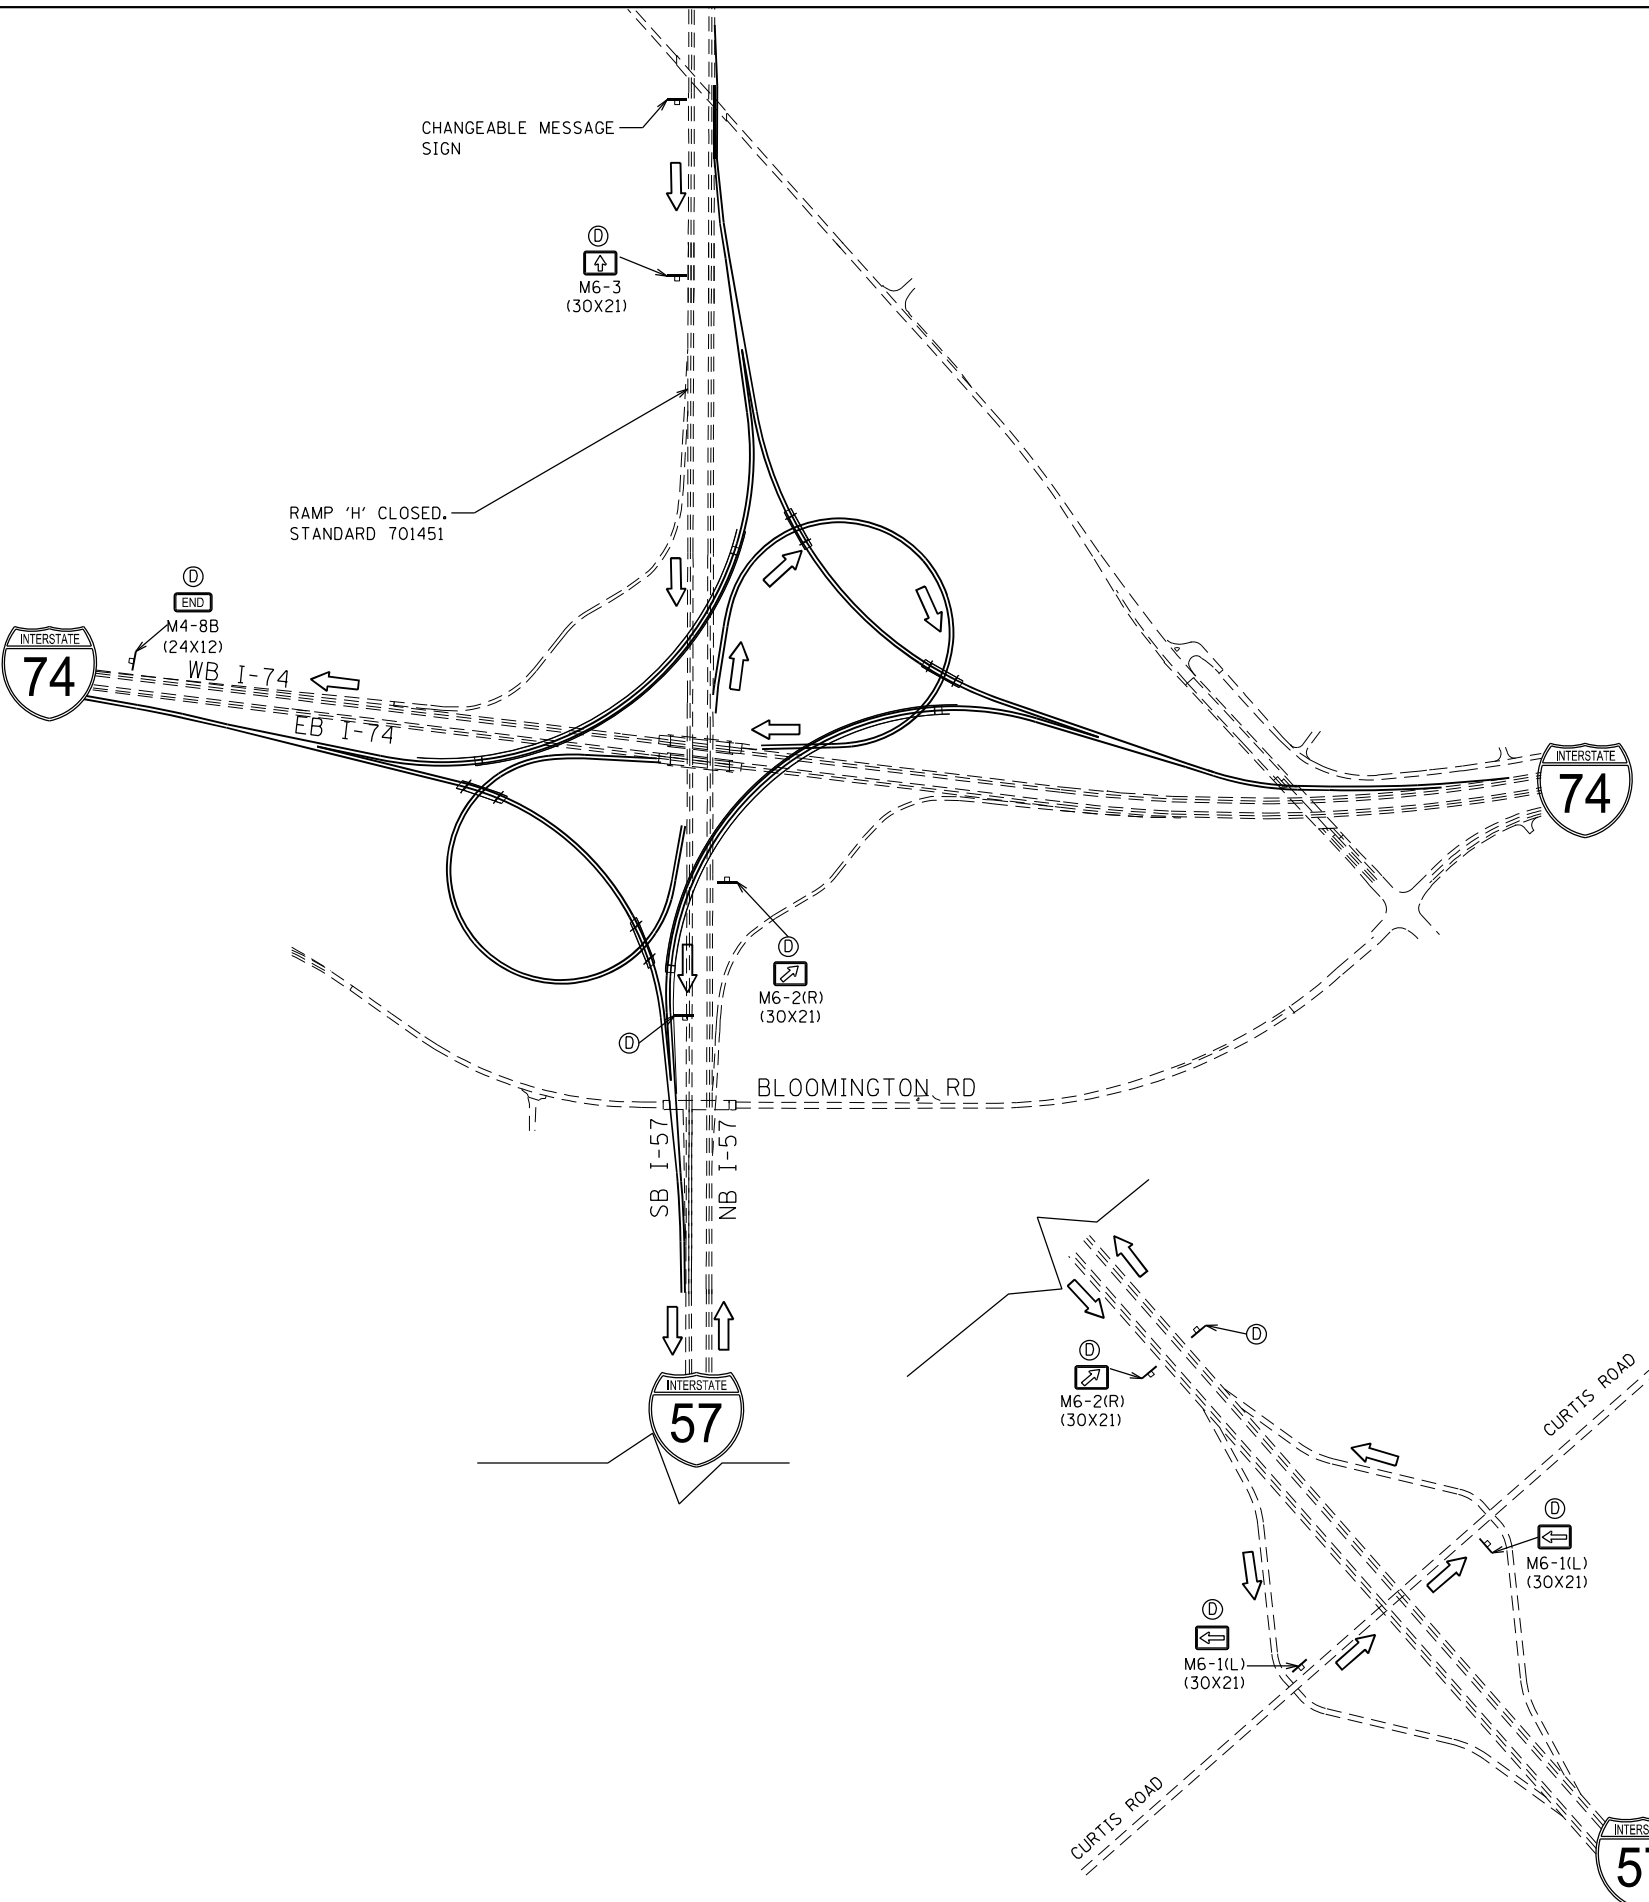 CHANGEABLE MESSAGE
SIGN
D
M6-3
(30X21)
RAMP 'H' CLOSED.
STANDARD 701451
D
END
M4-8B
(24X12)
INTERSTATE
74
WB I-74
EB I-74
INTERSTATE
74
D
M6-2(R)
(30X21)
D
BLOOMINGTON RD
SB I-57
NB I-57
INTERSTATE
57
D
D
M6-2(R)
(30X21)
CURTIS ROAD
D
M6-1(L)
(30X21)
D
M6-1(L)
(30X21)
CURTIS ROAD
INTERS
57